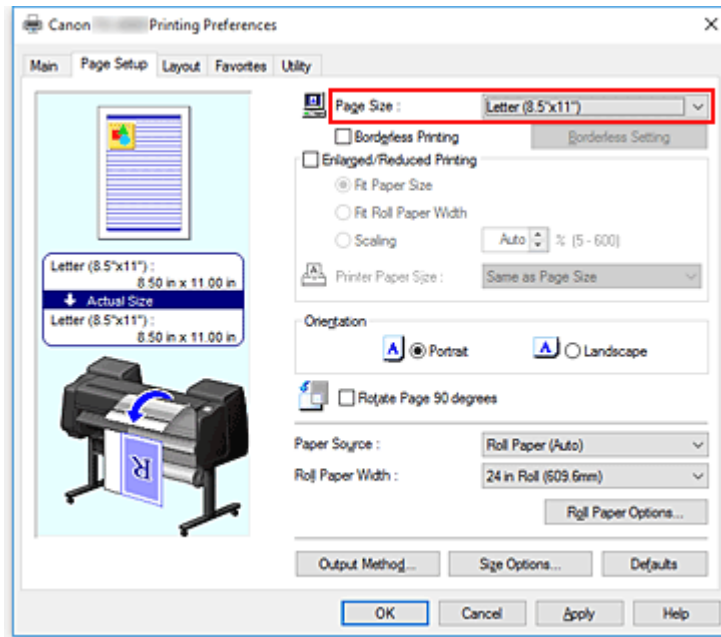 Canon Printing Preferences
Main Page Setup Layout Favorites Utility
Page Size : Letter (8.5"x11")
Borderless Printing Borderless Setting
Enlarged/Reduced Printing
Fit Paper Size
Fit Roll Paper Width
Scaling Auto % (5 - 600)
Printer Paper Size : Same as Page Size
Letter (8.5"x11") :
8.50 in x 11.00 in
Actual Size
Letter (8.5"x11") :
8.50 in x 11.00 in
Orientation
A Portrait A Landscape
Rotate Page 90 degrees
Paper Source : Roll Paper (Auto)
Roll Paper Width : 24 in Roll (609.6mm)
Roll Paper Options...
R
Output Method... Size Options... Defaults
OK Cancel Apply Help